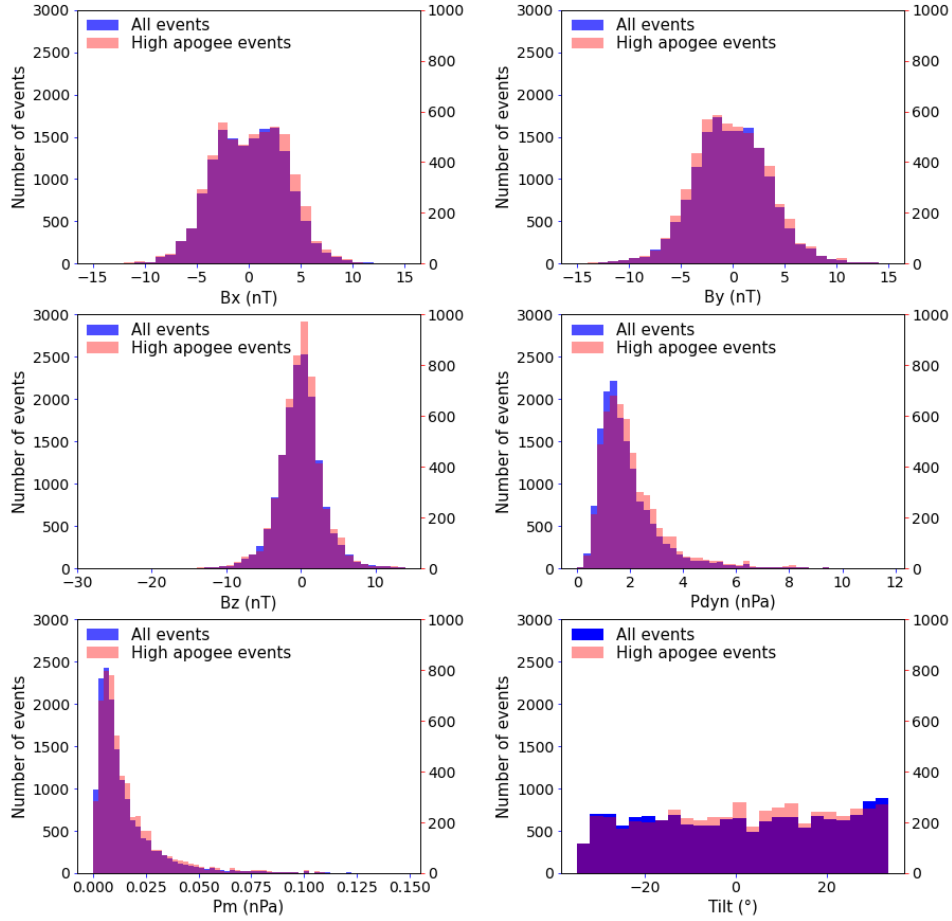 3000 1000 3000 1000
All events All events
High apogee events High apogee events
2500 2500
800 800
2000 2000
600 600
1500 1500
400 400
1000 1000
500 200 500 200
0 0 0 0
−15 −10 −5 0 5 10 15 −15 −10 −5 0 5 10 15
Number of events Number of events
Bx (nT) By (nT)
3000 1000 3000 1000
All events All events
High apogee events High apogee events
2500 2500
800 800
2000 2000
600 600
1500 1500
400 400
1000 1000
500 200 500 200
0 0 0 0
−30 −20 −10 0 10 0 2 4 6 8 10 12
Number of events Number of events
Bz (nT) Pdyn (nPa)
3000 1000 3000 1000
All events All events
High apogee events High apogee events
2500 2500
800 800
2000 2000
600 600
1500 1500
400 400
1000 1000
500 200 500 200
0 0 0 0
0.000 0.025 0.050 0.075 0.100 0.125 0.150 −20 0 20
Number of events Number of events
Pm (nPa) Tilt (°)